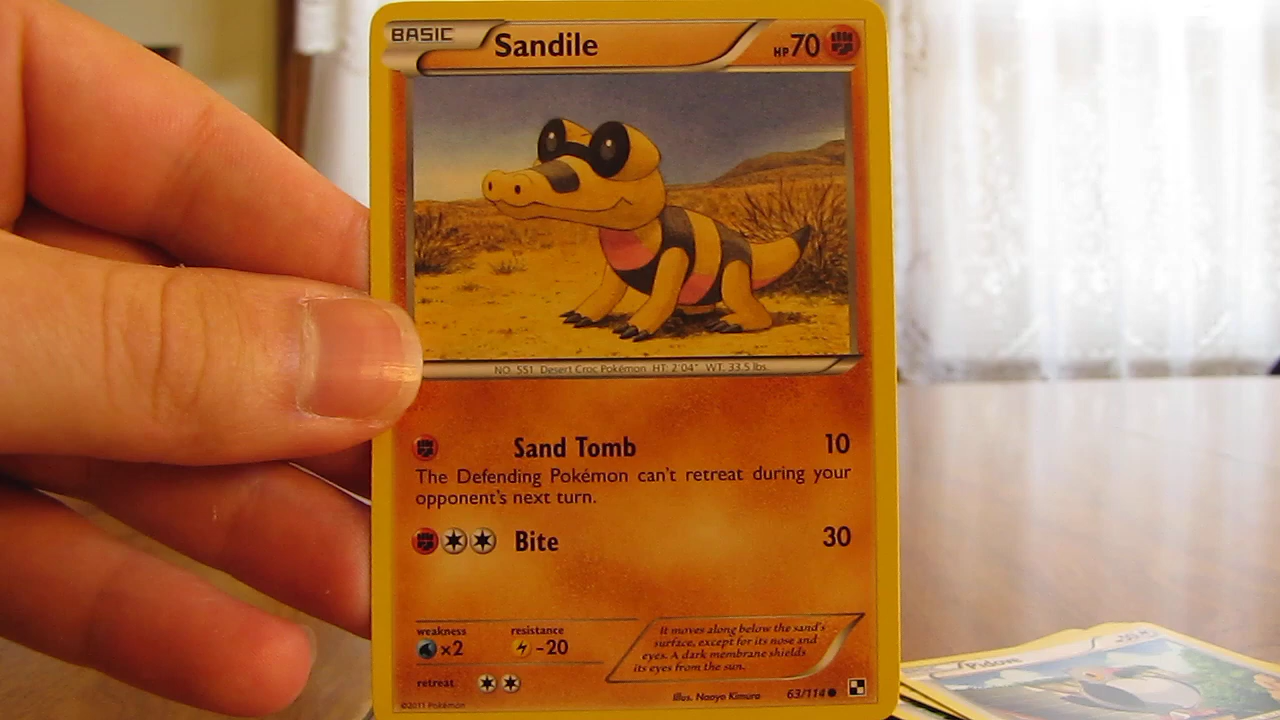 BASIC Sandile HP 70
NO. 551 Desert Croc Pokémon HT: 2'04" WT: 33.5 lbs.
Sand Tomb 10
The Defending Pokémon can't retreat during your
opponent's next turn.
Bite 30
weakness resistance
×2 -20
retreat
It moves along below the sand's
surface, except for its nose and
eyes. A dark membrane shields
its eyes from the sun.
Illus. Naoyo Kimura 63/114
©2011 Pokémon
Pidove